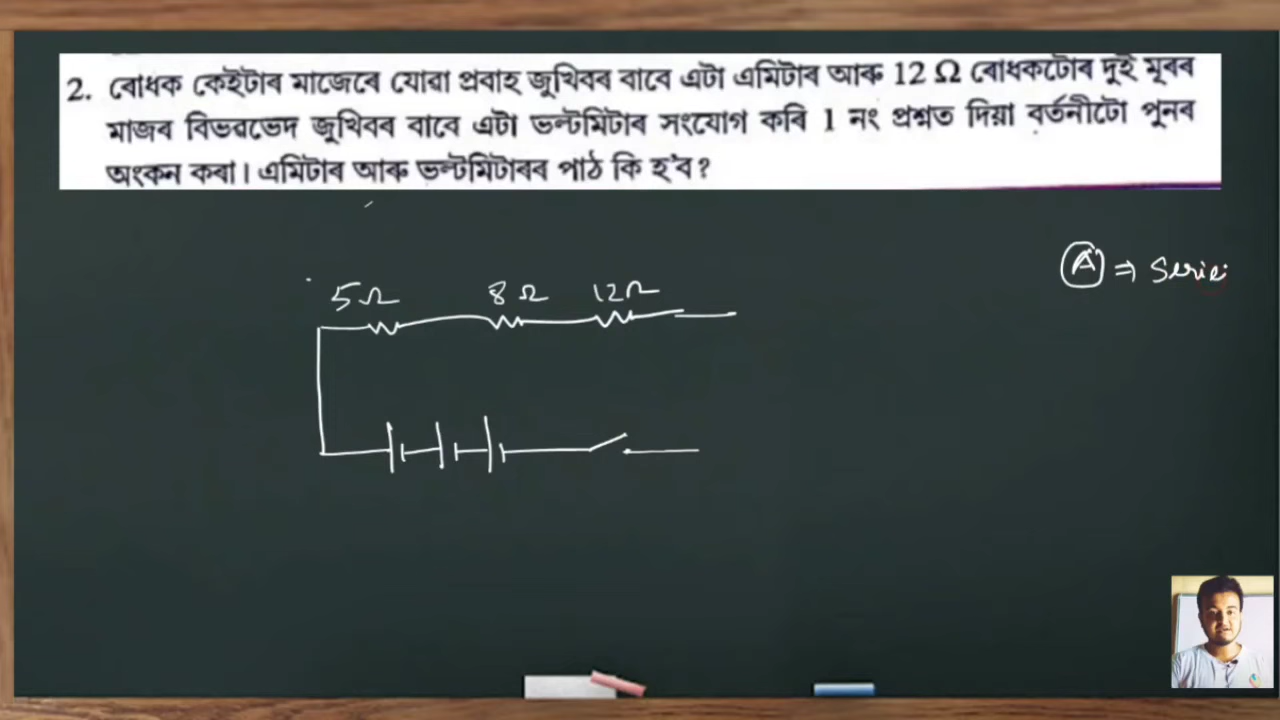 2. ৰোধক কেইটাৰ মাজেৰে যোৱা প্ৰবাহ জুখিবৰ বাবে এটা এমিটাৰ আৰু 12 Ω ৰোধকটোৰ দুই মূৰৰ
মাজৰ বিভৱভেদ জুখিবৰ বাবে এটা ভল্টমিটাৰ সংযোগ কৰি 1 নং প্ৰশ্নত দিয়া বৰ্তনীটো পুনৰ
অংকন কৰা। এমিটাৰ আৰু ভল্টমিটাৰৰ পাঠ কি হ'ব?
A ⇒ Serie
5Ω 8Ω 12Ω